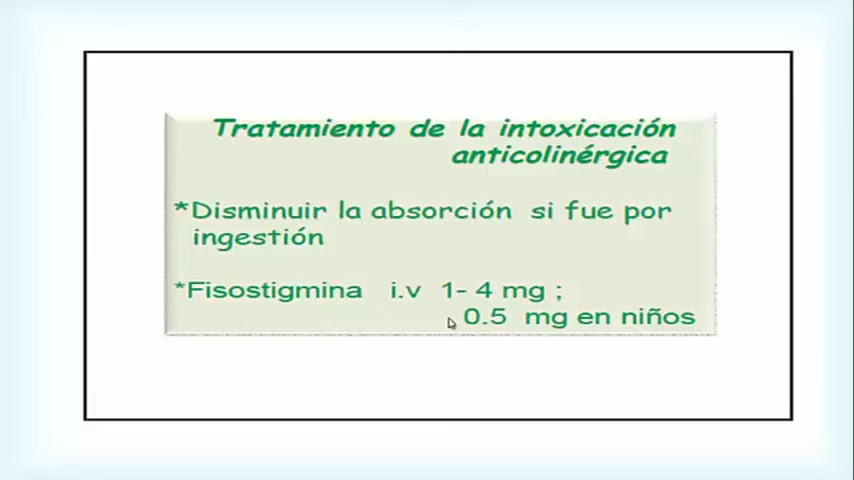 Tratamiento de la intoxicación
anticolinérgica
*Disminuir la absorción si fue por
ingestión
*Fisostigmina i.v 1- 4 mg ;
0.5 mg en niños